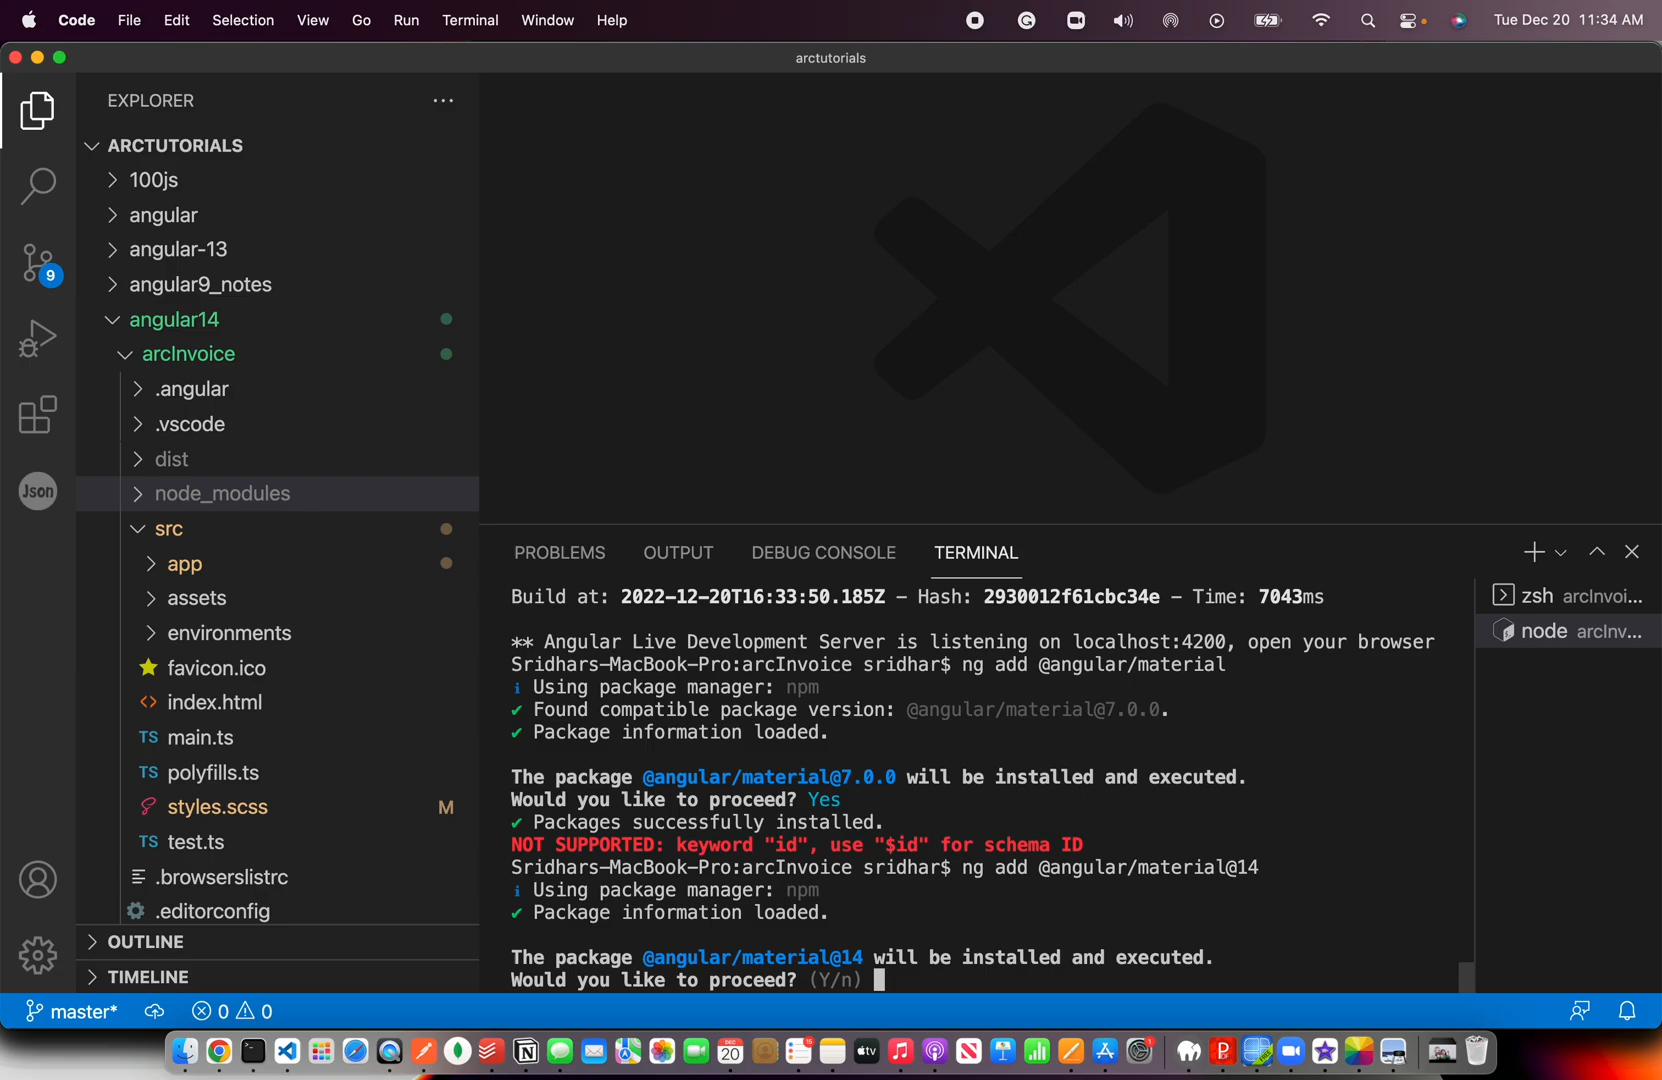 Code File Edit Selection View Go Run Terminal Window Help Tue Dec 20 11:34 AM
arctutorials
EXPLORER
ARCTUTORIALS
100js
angular
angular-13
angular9_notes
angular14
arcInvoice
.angular
.vscode
dist
node_modules
src
app
assets
environments
favicon.ico
index.html
TS main.ts
TS polyfills.ts
styles.scss M
TS test.ts
.browserslistrc
.editorconfig
OUTLINE
TIMELINE
9
Json
PROBLEMS OUTPUT DEBUG CONSOLE TERMINAL
Build at: 2022-12-20T16:33:50.185Z - Hash: 2930012f61cbc34e - Time: 7043ms
** Angular Live Development Server is listening on localhost:4200, open your browser
Sridhars-MacBook-Pro:arcInvoice sridhar$ ng add @angular/material
i Using package manager: npm
✔ Found compatible package version: @angular/material@7.0.0.
✔ Package information loaded.
The package @angular/material@7.0.0 will be installed and executed.
Would you like to proceed? Yes
✔ Packages successfully installed.
NOT SUPPORTED: keyword "id", use "$id" for schema ID
Sridhars-MacBook-Pro:arcInvoice sridhar$ ng add @angular/material@14
i Using package manager: npm
✔ Package information loaded.
The package @angular/material@14 will be installed and executed.
Would you like to proceed? (Y/n)
zsh arcInvoi...
node arcInv...
master* 0 0
DEC
20
tv